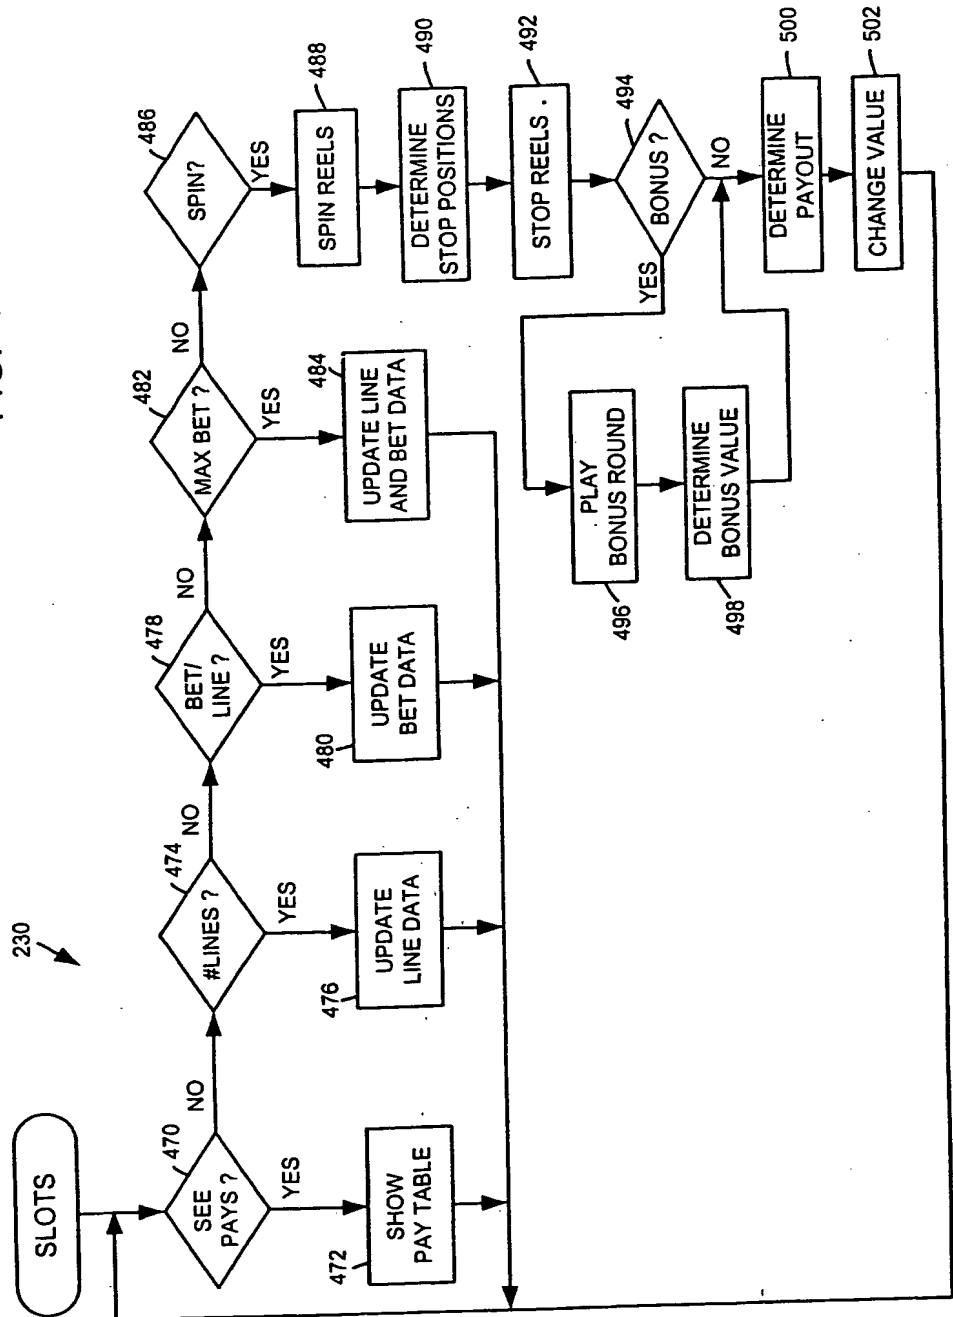 230
SLOTS
470
SEE
PAYS ?
NO
YES
SHOW
PAY TABLE
472
474
#LINES ?
NO
YES
UPDATE
LINE DATA
476
478
BET/
LINE ?
NO
YES
UPDATE
BET DATA
480
482
MAX BET ?
NO
YES
484
UPDATE LINE
AND BET DATA
486
SPIN?
YES
488
SPIN REELS
490
DETERMINE
STOP POSITIONS
492
STOP REELS .
494
BONUS ?
YES
NO
PLAY
BONUS ROUND
496
DETERMINE
BONUS VALUE
498
500
DETERMINE
PAYOUT
502
CHANGE VALUE